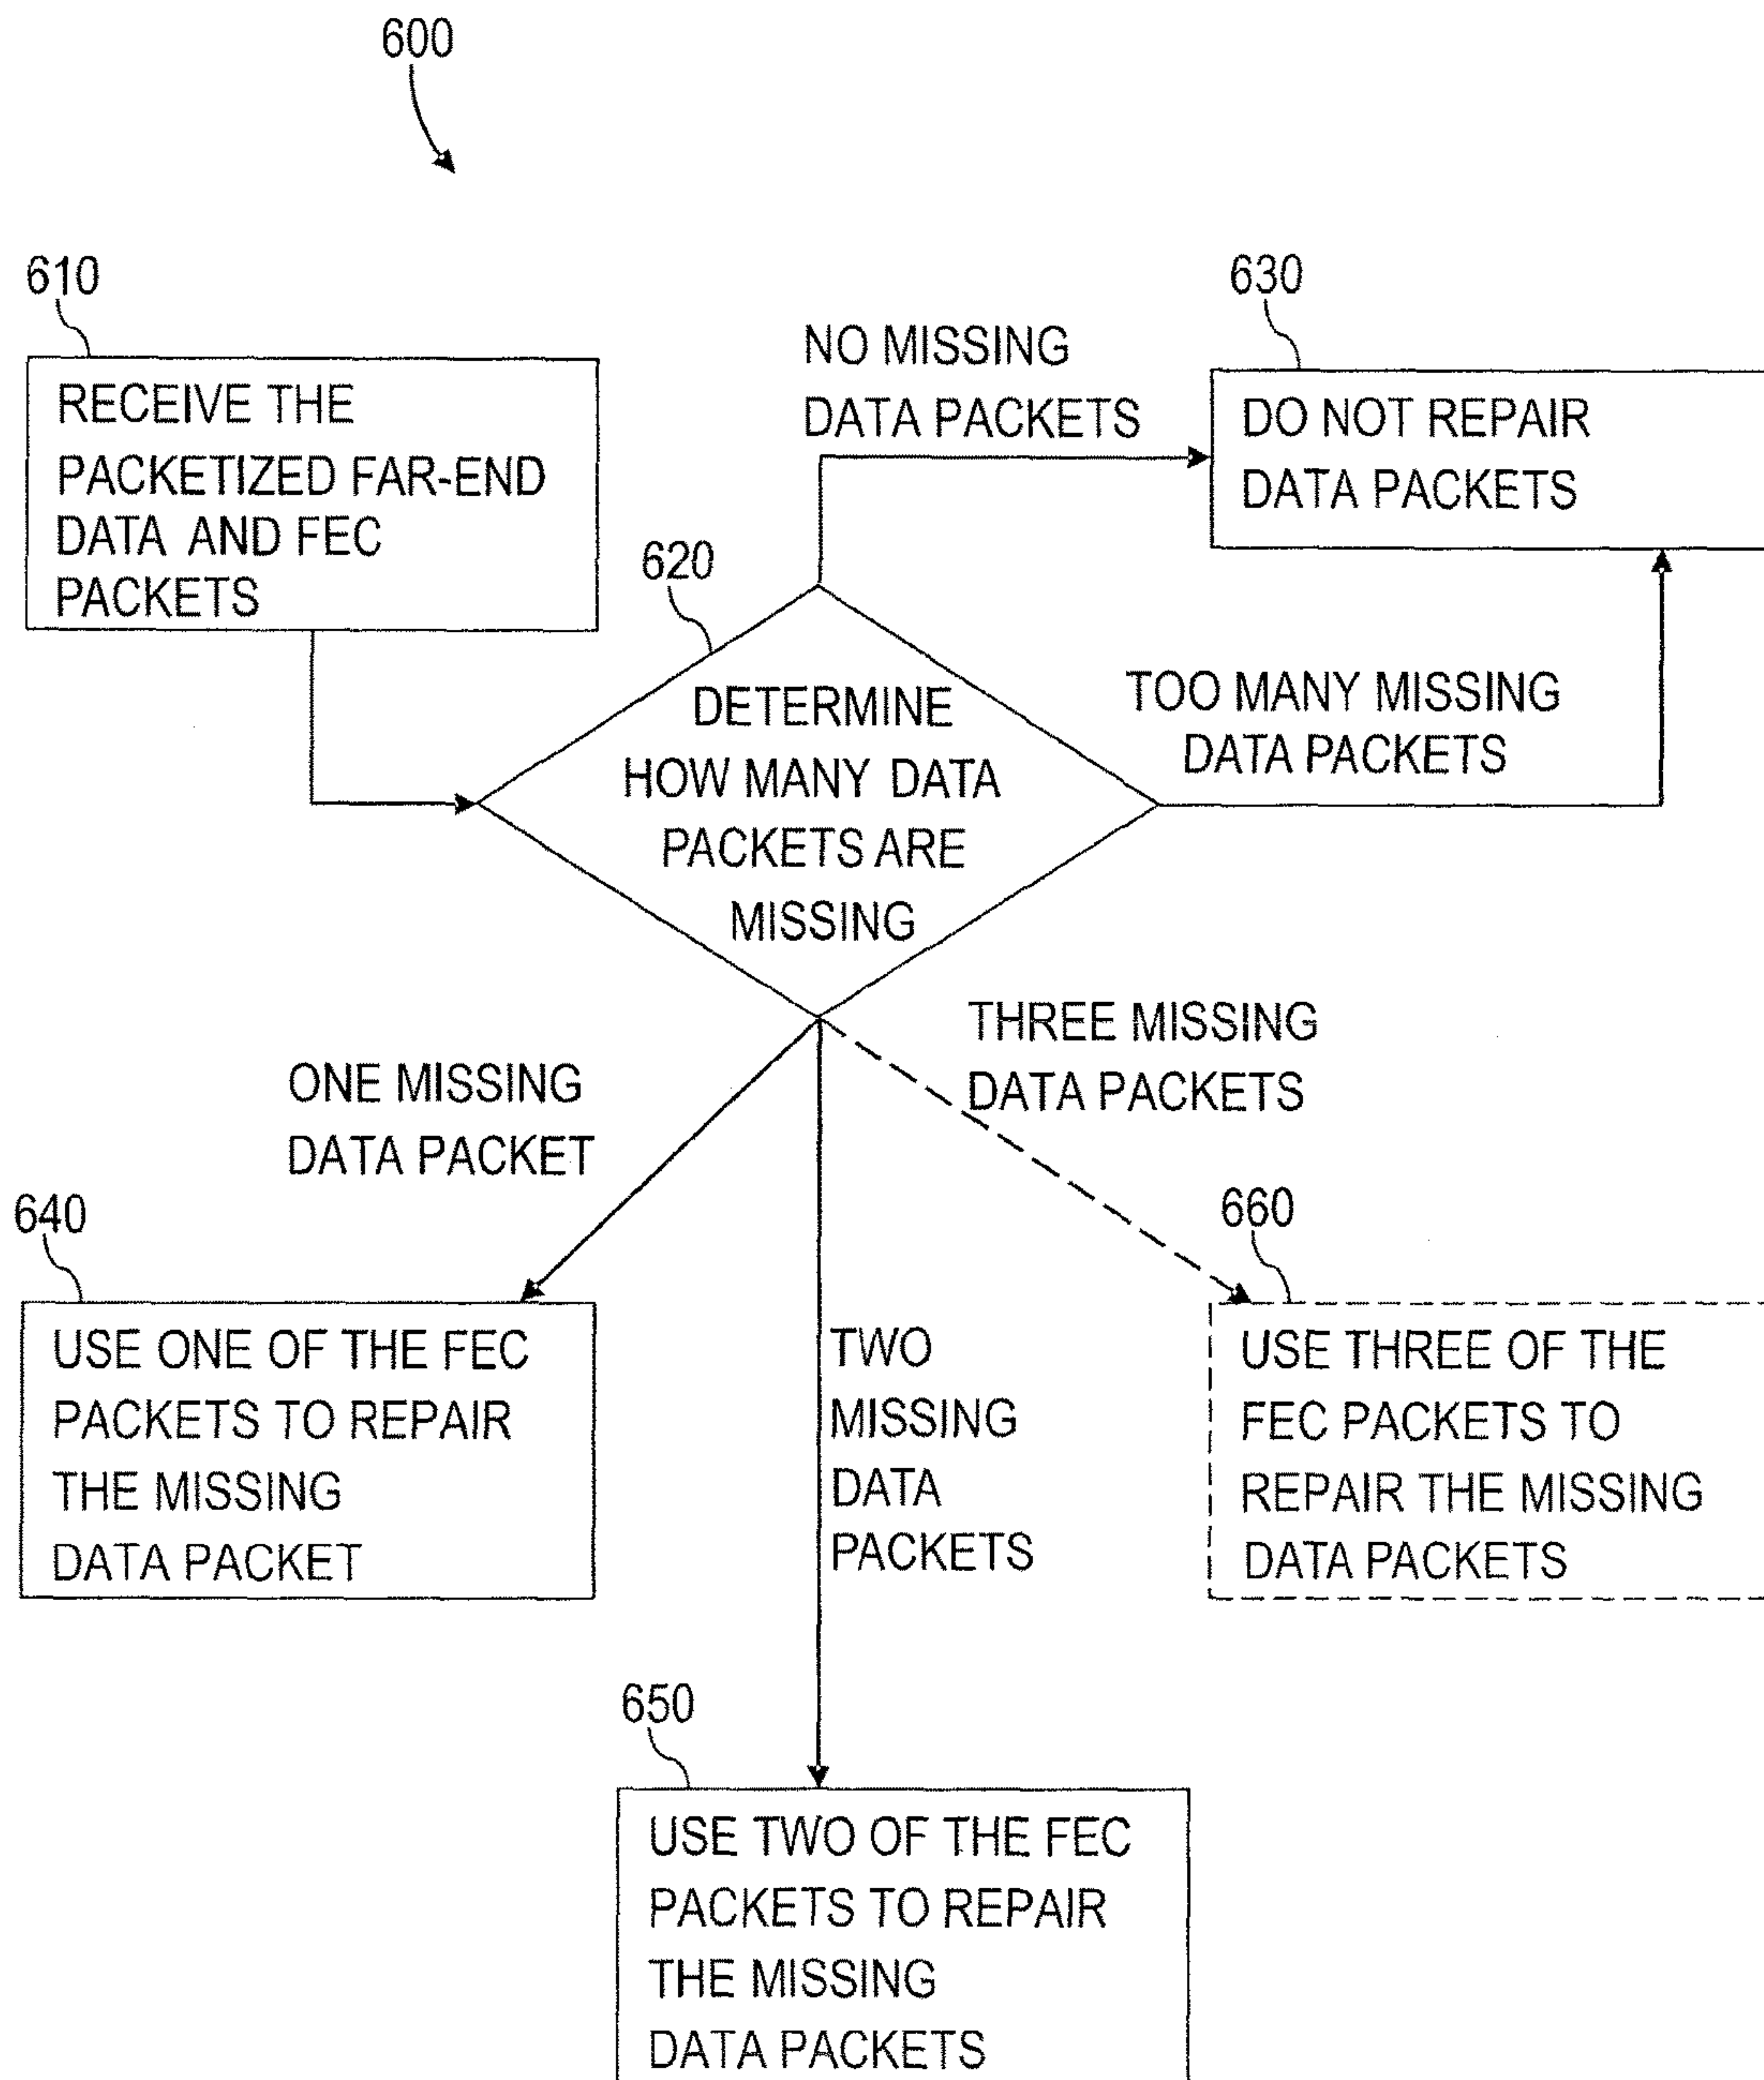 600
610
RECEIVE THE
PACKETIZED FAR-END
DATA AND FEC
PACKETS
620
DETERMINE
HOW MANY DATA
PACKETS ARE
MISSING
NO MISSING
DATA PACKETS
630
DO NOT REPAIR
DATA PACKETS
TOO MANY MISSING
DATA PACKETS
ONE MISSING
DATA PACKET
THREE MISSING
DATA PACKETS
640
USE ONE OF THE FEC
PACKETS TO REPAIR
THE MISSING
DATA PACKET
TWO
MISSING
DATA
PACKETS
660
USE THREE OF THE
FEC PACKETS TO
REPAIR THE MISSING
DATA PACKETS
650
USE TWO OF THE FEC
PACKETS TO REPAIR
THE MISSING
DATA PACKETS